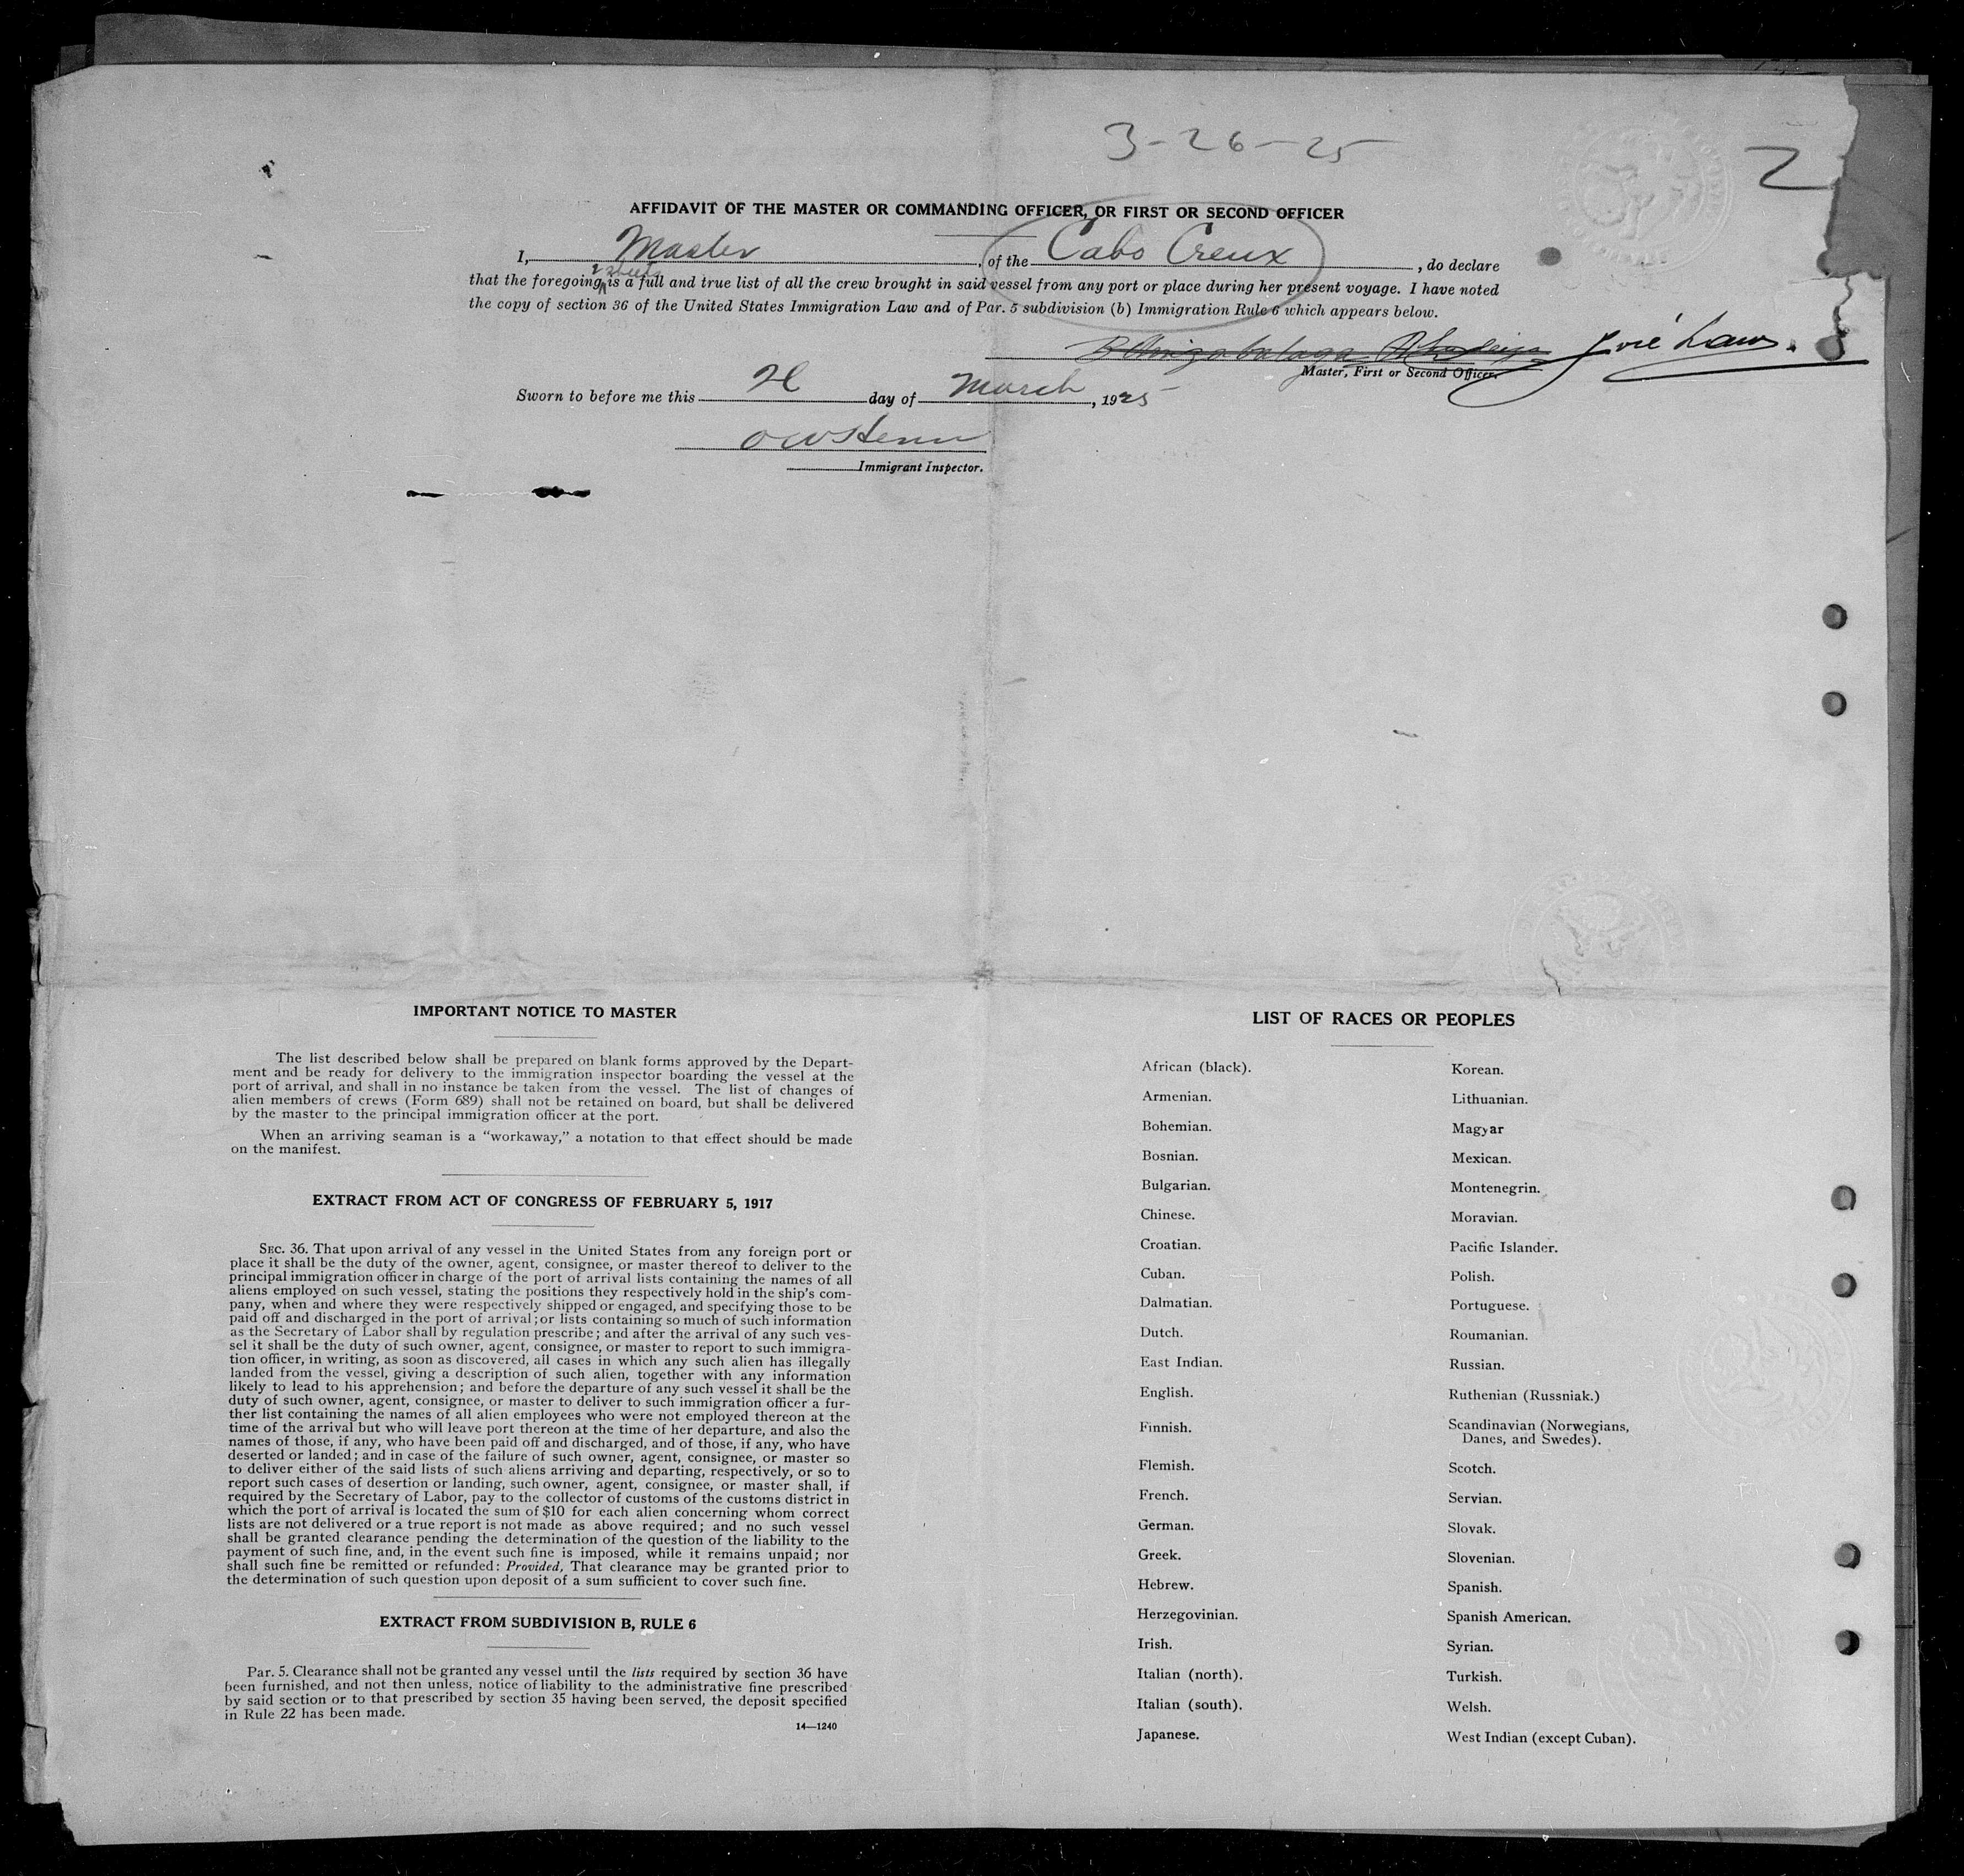 3-26-25
2
AFFIDAVIT OF THE MASTER OR COMMANDING OFFICER, OR FIRST OR SECOND OFFICER
I, Master, of the Cabo Creux, do declare
2 sheets
that the foregoing is a full and true list of all the crew brought in said vessel from any port or place during her present voyage. I have noted
the copy of section 36 of the United States Immigration Law and of Par. 5 subdivision (b) Immigration Rule 6 which appears below.
José
Master, First or Second Officer.
Sworn to before me this 26 day of March, 1925
Immigrant Inspector.
IMPORTANT NOTICE TO MASTER
The list described below shall be prepared on blank forms approved by the Depart-
ment and be ready for delivery to the immigration inspector boarding the vessel at the
port of arrival, and shall in no instance be taken from the vessel. The list of changes of
alien members of crews (Form 689) shall not be retained on board, but shall be delivered
by the master to the principal immigration officer at the port.
When an arriving seaman is a "workaway," a notation to that effect should be made
on the manifest.
EXTRACT FROM ACT OF CONGRESS OF FEBRUARY 5, 1917
SEC. 36. That upon arrival of any vessel in the United States from any foreign port or
place it shall be the duty of the owner, agent, consignee, or master thereof to deliver to the
principal immigration officer in charge of the port of arrival lists containing the names of all
aliens employed on such vessel, stating the positions they respectively hold in the ship's com-
pany, when and where they were respectively shipped or engaged, and specifying those to be
paid off and discharged in the port of arrival; or lists containing so much of such information
as the Secretary of Labor shall by regulation prescribe; and after the arrival of any such ves-
sel it shall be the duty of such owner, agent, consignee, or master to report to such immigra-
tion officer, in writing, as soon as discovered, all cases in which any such alien has illegally
landed from the vessel, giving a description of such alien, together with any information
likely to lead to his apprehension; and before the departure of any such vessel it shall be the
duty of such owner, agent, consignee, or master to deliver to such immigration officer a fur-
ther list containing the names of all alien employees who were not employed thereon at the
time of the arrival but who will leave port thereon at the time of her departure, and also the
names of those, if any, who have been paid off and discharged, and of those, if any, who have
deserted or landed; and in case of the failure of such owner, agent, consignee, or master so
to deliver either of the said lists of such aliens arriving and departing, respectively, or so to
report such cases of desertion or landing, such owner, agent, consignee, or master shall, if
required by the Secretary of Labor, pay to the collector of customs of the customs district in
which the port of arrival is located the sum of $10 for each alien concerning whom correct
lists are not delivered or a true report is not made as above required; and no such vessel
shall be granted clearance pending the determination of the question of the liability to the
payment of such fine, and, in the event such fine is imposed, while it remains unpaid; nor
shall such fine be remitted or refunded: Provided, That clearance may be granted prior to
the determination of such question upon deposit of a sum sufficient to cover such fine.
EXTRACT FROM SUBDIVISION B, RULE 6
Par. 5. Clearance shall not be granted any vessel until the lists required by section 36 have
been furnished, and not then unless, notice of liability to the administrative fine prescribed
by said section or to that prescribed by section 35 having been served, the deposit specified
in Rule 22 has been made.
14—1240
LIST OF RACES OR PEOPLES
African (black).
Armenian.
Bohemian.
Bosnian.
Bulgarian.
Chinese.
Croatian.
Cuban.
Dalmatian.
Dutch.
East Indian.
English.
Finnish.
Flemish.
French.
German.
Greek.
Hebrew.
Herzegovinian.
Irish.
Italian (north).
Italian (south).
Japanese.
Korean.
Lithuanian.
Magyar
Mexican.
Montenegrin.
Moravian.
Pacific Islander.
Polish.
Portuguese.
Roumanian.
Russian.
Ruthenian (Russniak.)
Scandinavian (Norwegians,
Danes, and Swedes).
Scotch.
Servian.
Slovak.
Slovenian.
Spanish.
Spanish American.
Syrian.
Turkish.
Welsh.
West Indian (except Cuban).